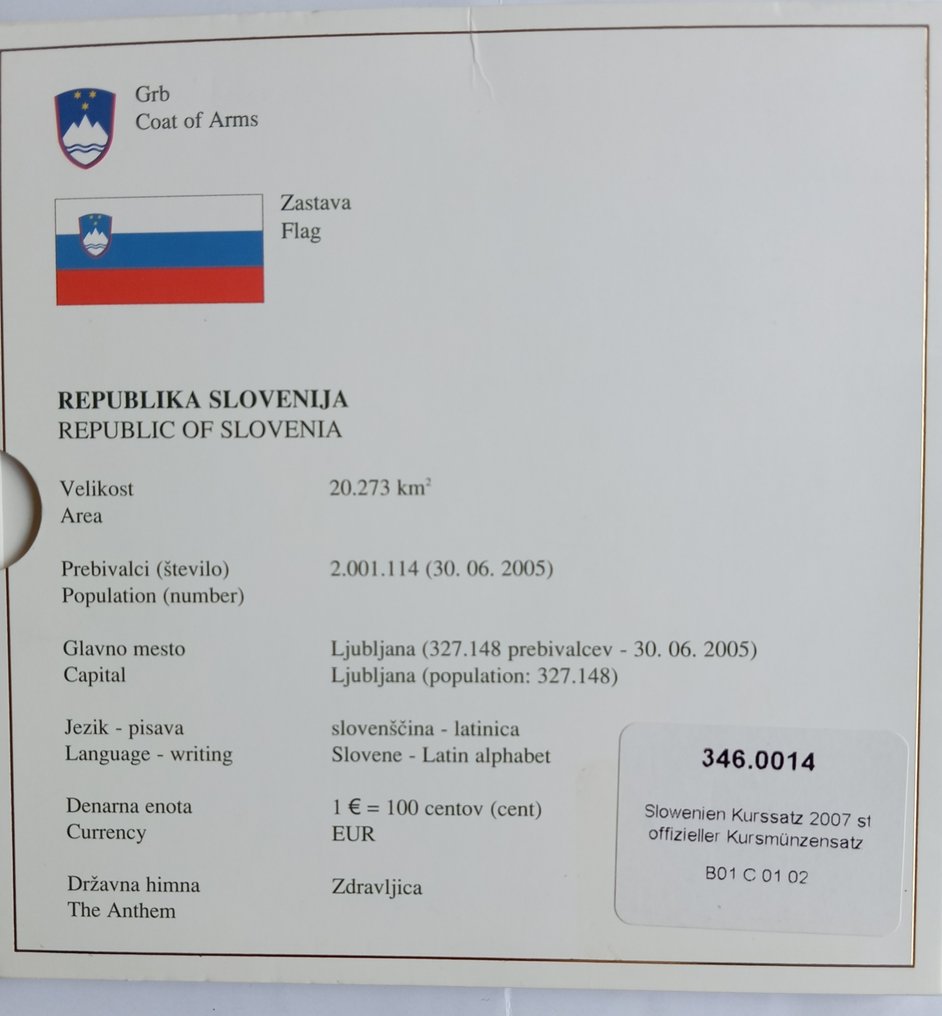 Grb
Coat of Arms
Zastava
Flag
REPUBLIKA SLOVENIJA
REPUBLIC OF SLOVENIA
Velikost 20.273 km²
Area
Prebivalci (število) 2.001.114 (30. 06. 2005)
Population (number)
Glavno mesto Ljubljana (327.148 prebivalcev - 30. 06. 2005)
Capital Ljubljana (population: 327.148)
Jezik - pisava slovenščina - latinica
Language - writing Slovene - Latin alphabet
Denarna enota 1 € = 100 centov (cent)
Currency EUR
Državna himna Zdravljica
The Anthem
346.0014
Slowenien Kurssatz 2007 st
offizieller Kursmünzensatz
B01 C 01 02